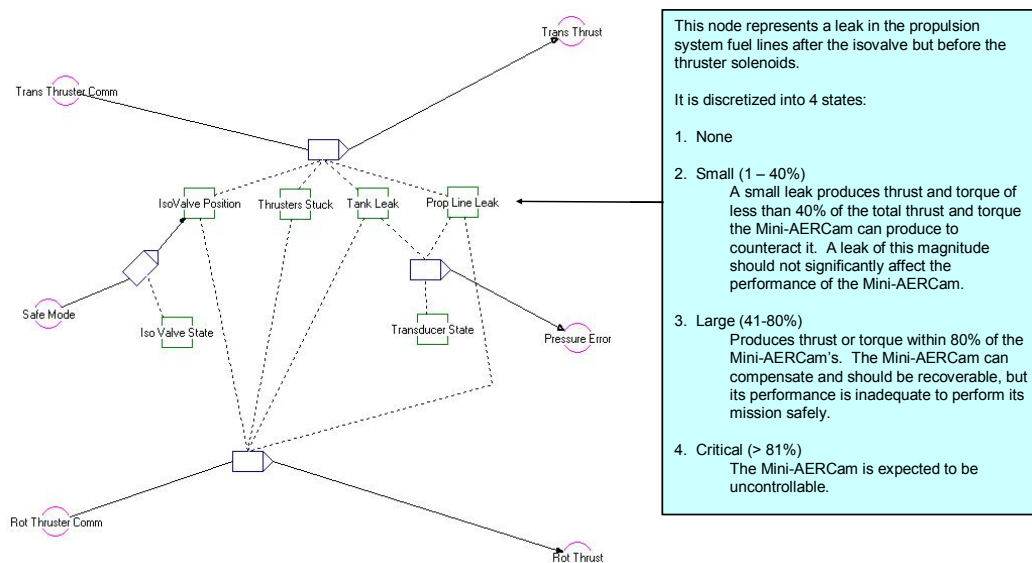 Trans Thrust
Trans Thruster Comm
IsoValve Position
Thrusters Stuck
Tank Leak
Prop Line Leak
Safe Mode
Iso Valve State
Transducer State
Pressure Error
Rot Thruster Comm
Rot Thrust
This node represents a leak in the propulsion
system fuel lines after the isovalve but before the
thruster solenoids.
It is discretized into 4 states:
1. None
2. Small (1 – 40%)
A small leak produces thrust and torque of
less than 40% of the total thrust and torque
the Mini-AERCam can produce to
counteract it. A leak of this magnitude
should not significantly affect the
performance of the Mini-AERCam.
3. Large (41-80%)
Produces thrust or torque within 80% of the
Mini-AERCam's. The Mini-AERCam can
compensate and should be recoverable, but
its performance is inadequate to perform its
mission safely.
4. Critical (> 81%)
The Mini-AERCam is expected to be
uncontrollable.